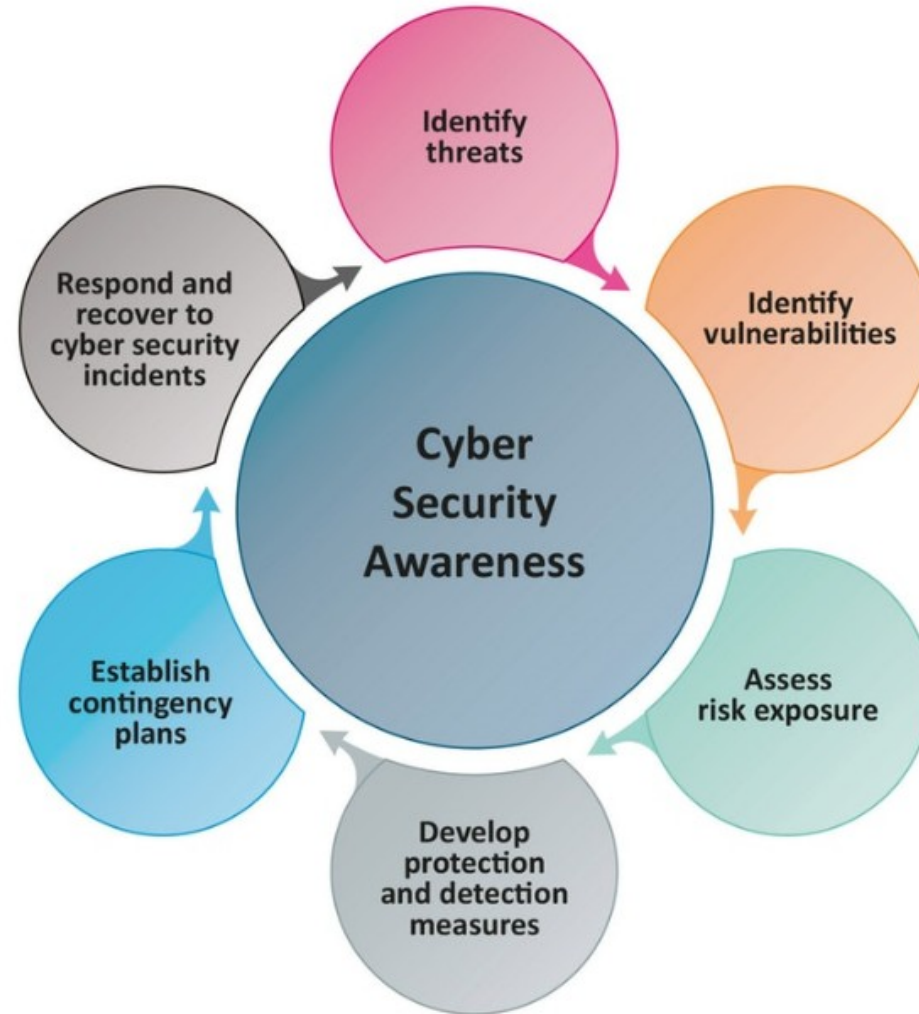 Identify
threats
Identify
vulnerabilities
Assess
risk exposure
Develop
protection
and detection
measures
Establish
contingency
plans
Respond and
recover to
cyber security
incidents
Cyber
Security
Awareness